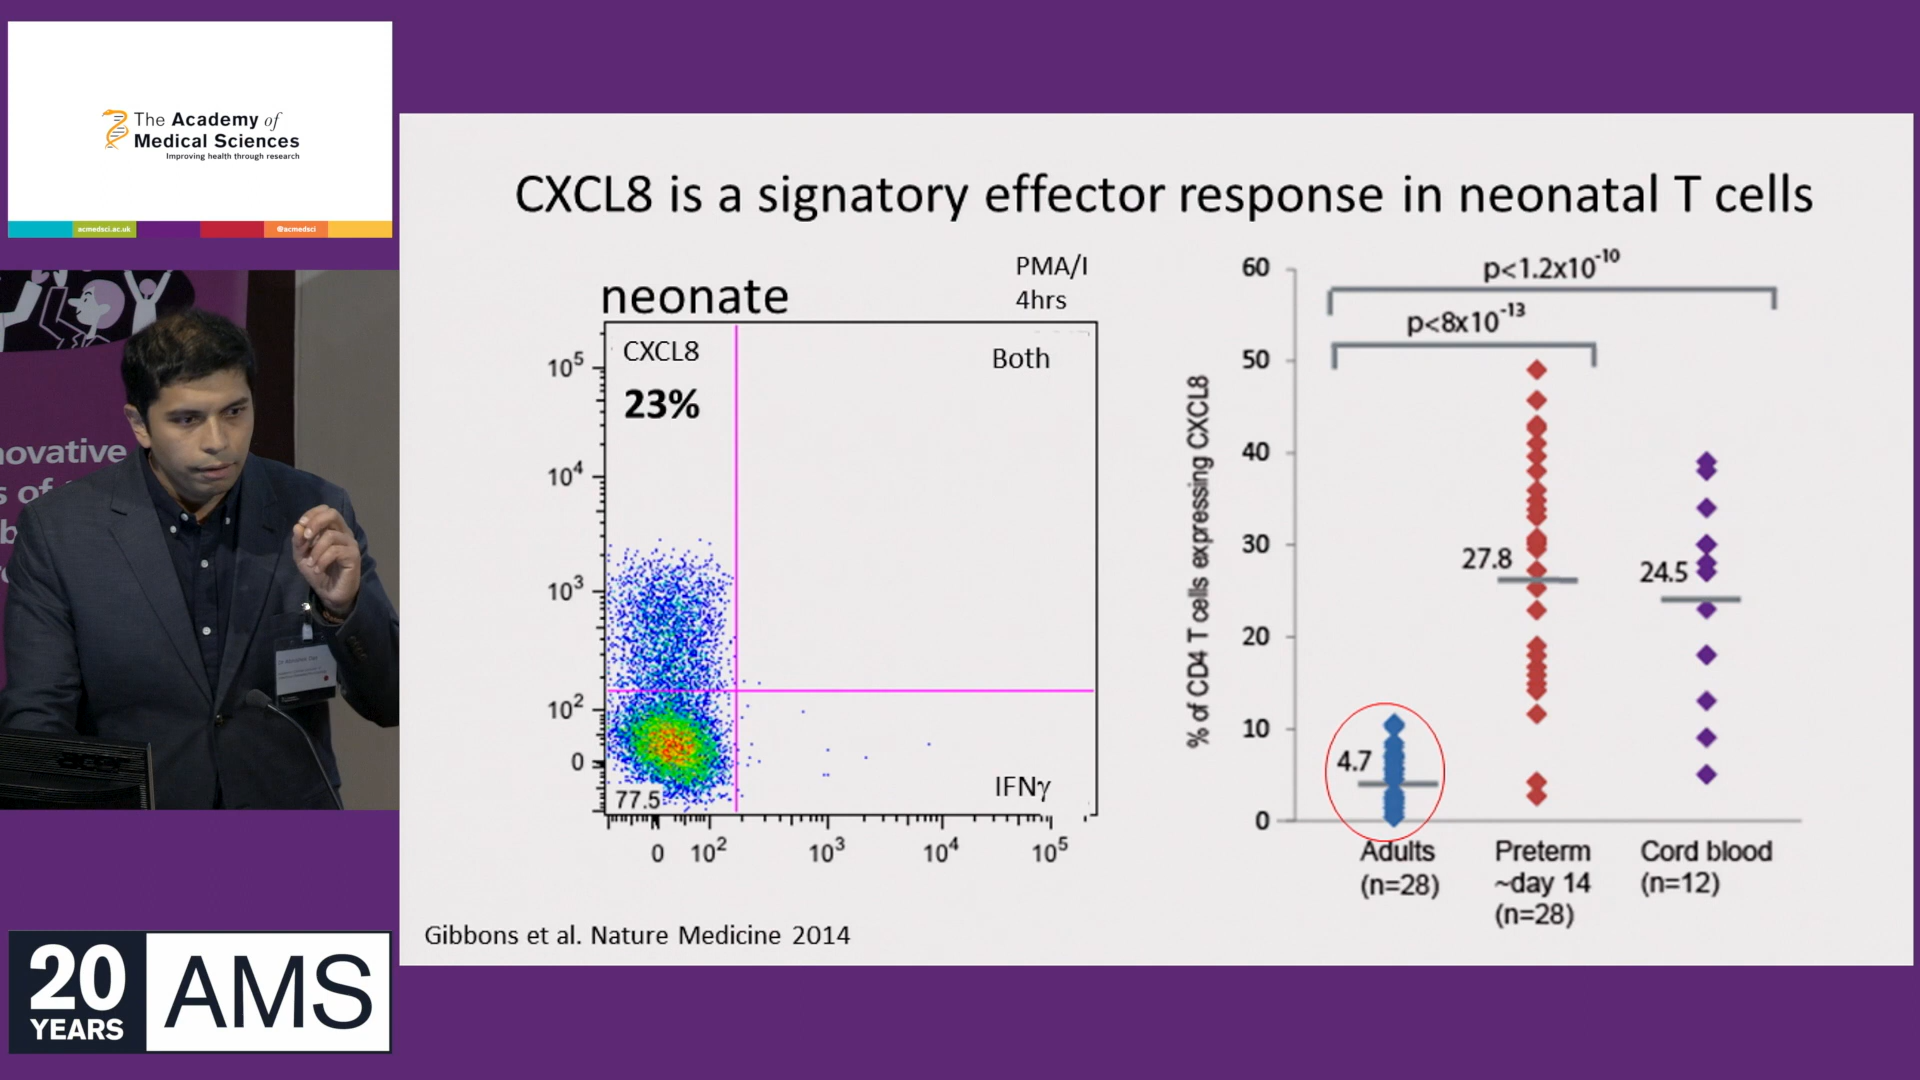 The Academy of
Medical Sciences
Improving health through research
acmedsci.ac.uk
@acmedsci
ovative
s of
b
20
YEARS
AMS
CXCL8 is a signatory effector response in neonatal T cells
neonate
PMA/I
4hrs
CXCL8
23%
Both
IFNγ
77.5
10⁵
10⁴
10³
10²
0
0
10²
10³
10⁴
10⁵
% of CD4 T cells expressing CXCL8
60
50
40
30
20
10
0
p<1.2x10⁻¹⁰
p<8x10⁻¹³
4.7
27.8
24.5
Adults
(n=28)
Preterm
~day 14
(n=28)
Cord blood
(n=12)
Gibbons et al. Nature Medicine 2014